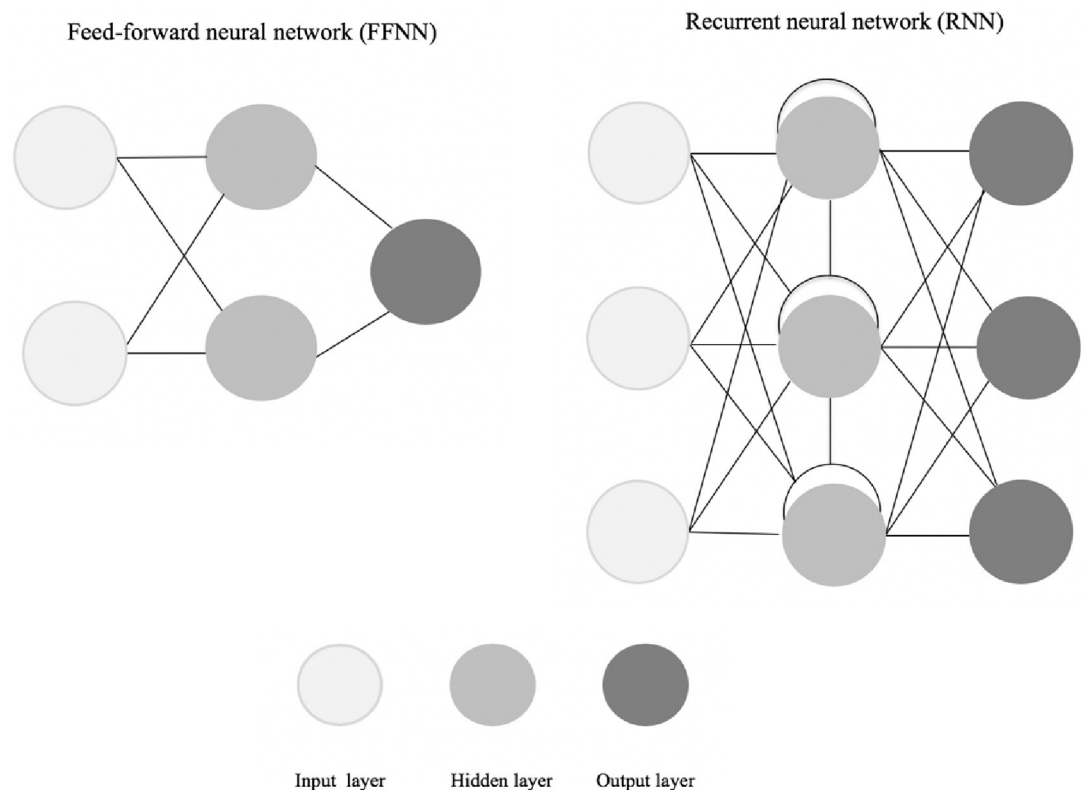 Feed-forward neural network (FFNN)
Recurrent neural network (RNN)
Input layer
Hidden layer
Output layer